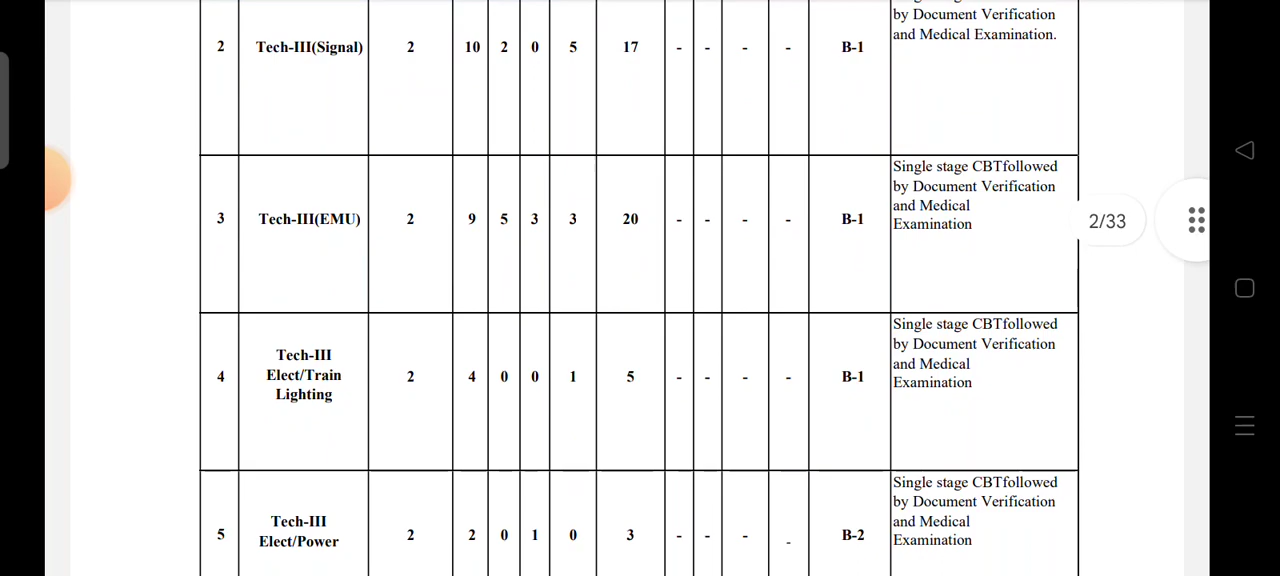 by Document Verification
and Medical Examination.
2 Tech-III(Signal) 2 10 2 0 5 17 - - - - B-1
Single stage CBTfollowed
by Document Verification
and Medical
Examination
3 Tech-III(EMU) 2 9 5 3 3 20 - - - - B-1
2/33
Single stage CBTfollowed
by Document Verification
and Medical
Examination
Tech-III
Elect/Train
Lighting
4 2 4 0 0 1 5 - - - - B-1
Single stage CBTfollowed
by Document Verification
and Medical
Examination
Tech-III
Elect/Power
5 2 2 0 1 0 3 - - - - B-2